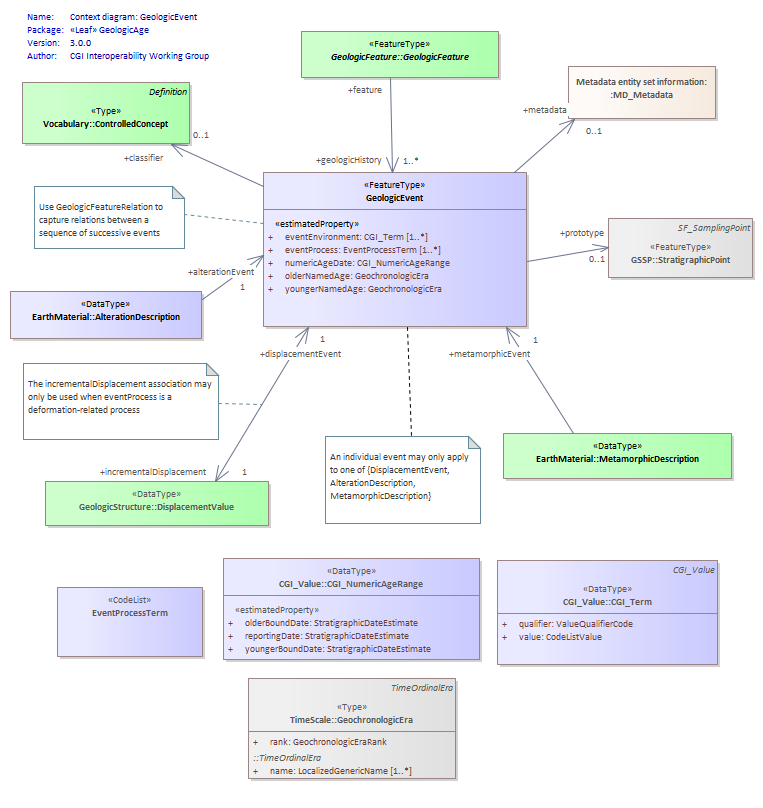 Name: Context diagram: GeologicEvent
Package: «Leaf» GeologicAge
Version: 3.0.0
Author: CGI Interoperability Working Group
«FeatureType»
GeologicFeature::GeologicFeature
+feature
Metadata entity set information:
:MD_Metadata
+metadata
0..1
Definition
«Type»
Vocabulary::ControlledConcept
0..1
+classifier
+geologicHistory
1..*
«FeatureType»
GeologicEvent
«estimatedProperty»
+ eventEnvironment: CGI_Term [1..*]
+ eventProcess: EventProcessTerm [1..*]
+ numericAgeDate: CGI_NumericAgeRange
+ olderNamedAge: GeochronologicEra
+ youngerNamedAge: GeochronologicEra
Use GeologicFeatureRelation to
capture relations between a
sequence of successive events
+prototype
0..1
SF_SamplingPoint
«FeatureType»
GSSP::StratigraphicPoint
+alterationEvent
1
«DataType»
EarthMaterial::AlterationDescription
1
+displacementEvent
1
+metamorphicEvent
The incrementalDisplacement association may
only be used when eventProcess is a
deformation-related process
An individual event may only apply
to one of {DisplacementEvent,
AlterationDescription,
MetamorphicDescription}
«DataType»
EarthMaterial::MetamorphicDescription
+incrementalDisplacement
1
«DataType»
GeologicStructure::DisplacementValue
«CodeList»
EventProcessTerm
«DataType»
CGI_Value::CGI_NumericAgeRange
«estimatedProperty»
+ olderBoundDate: StratigraphicDateEstimate
+ reportingDate: StratigraphicDateEstimate
+ youngerBoundDate: StratigraphicDateEstimate
CGI_Value
«DataType»
CGI_Value::CGI_Term
+ qualifier: ValueQualifierCode
+ value: CodeListValue
TimeOrdinalEra
«Type»
TimeScale::GeochronologicEra
+ rank: GeochronologicEraRank
::TimeOrdinalEra
+ name: LocalizedGenericName [1..*]